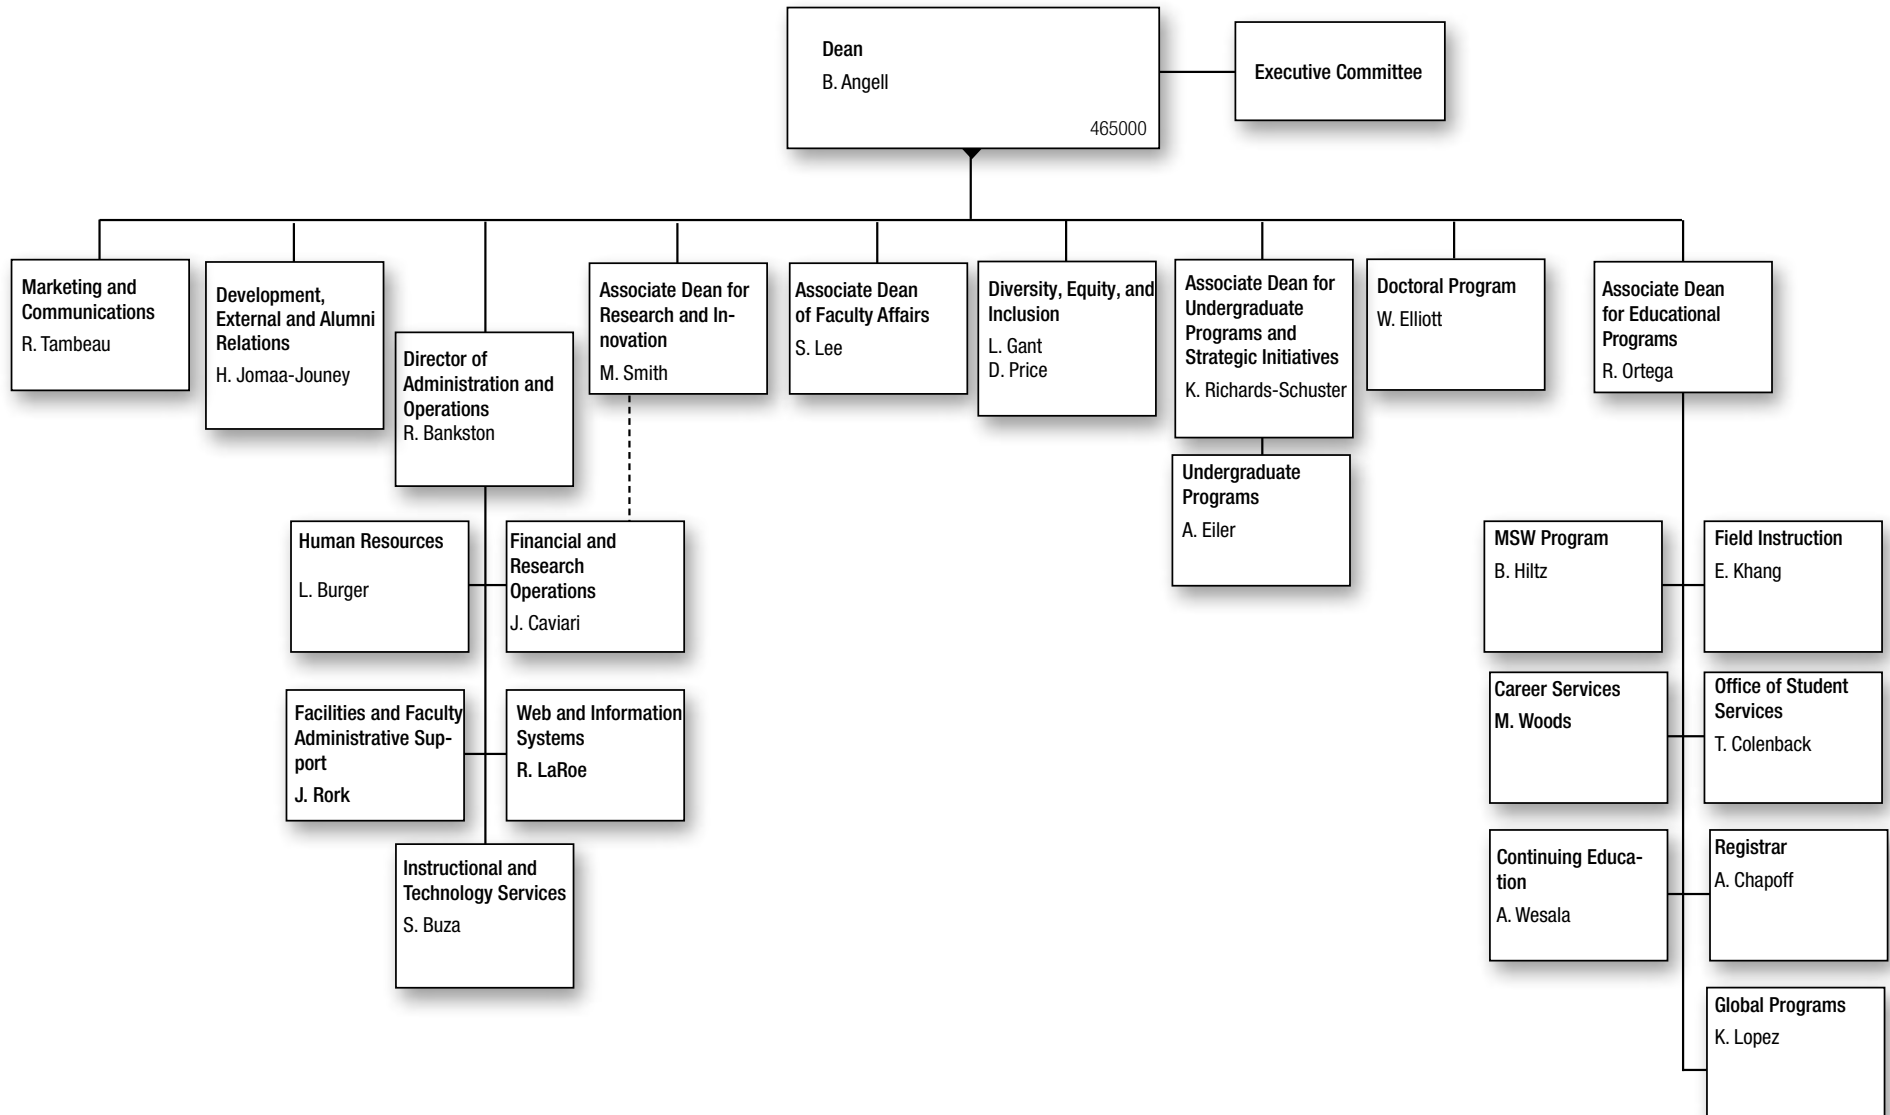 Dean
B. Angell
465000
Executive Committee
Marketing and
Communications
R. Tambeau
Development,
External and Alumni
Relations
H. Jomaa-Jouney
Director of
Administration and
Operations
R. Bankston
Associate Dean for
Research and In-
novation
M. Smith
Associate Dean
of Faculty Affairs
S. Lee
Diversity, Equity, and
Inclusion
L. Gant
D. Price
Associate Dean for
Undergraduate
Programs and
Strategic Initiatives
K. Richards-Schuster
Doctoral Program
W. Elliott
Associate Dean
for Educational
Programs
R. Ortega
Undergraduate
Programs
A. Eiler
Human Resources
L. Burger
Financial and
Research
Operations
J. Caviari
MSW Program
B. Hiltz
Field Instruction
E. Khang
Facilities and Faculty
Administrative Sup-
port
J. Rork
Web and Information
Systems
R. LaRoe
Career Services
M. Woods
Office of Student
Services
T. Colenback
Instructional and
Technology Services
S. Buza
Continuing Educa-
tion
A. Wesala
Registrar
A. Chapoff
Global Programs
K. Lopez